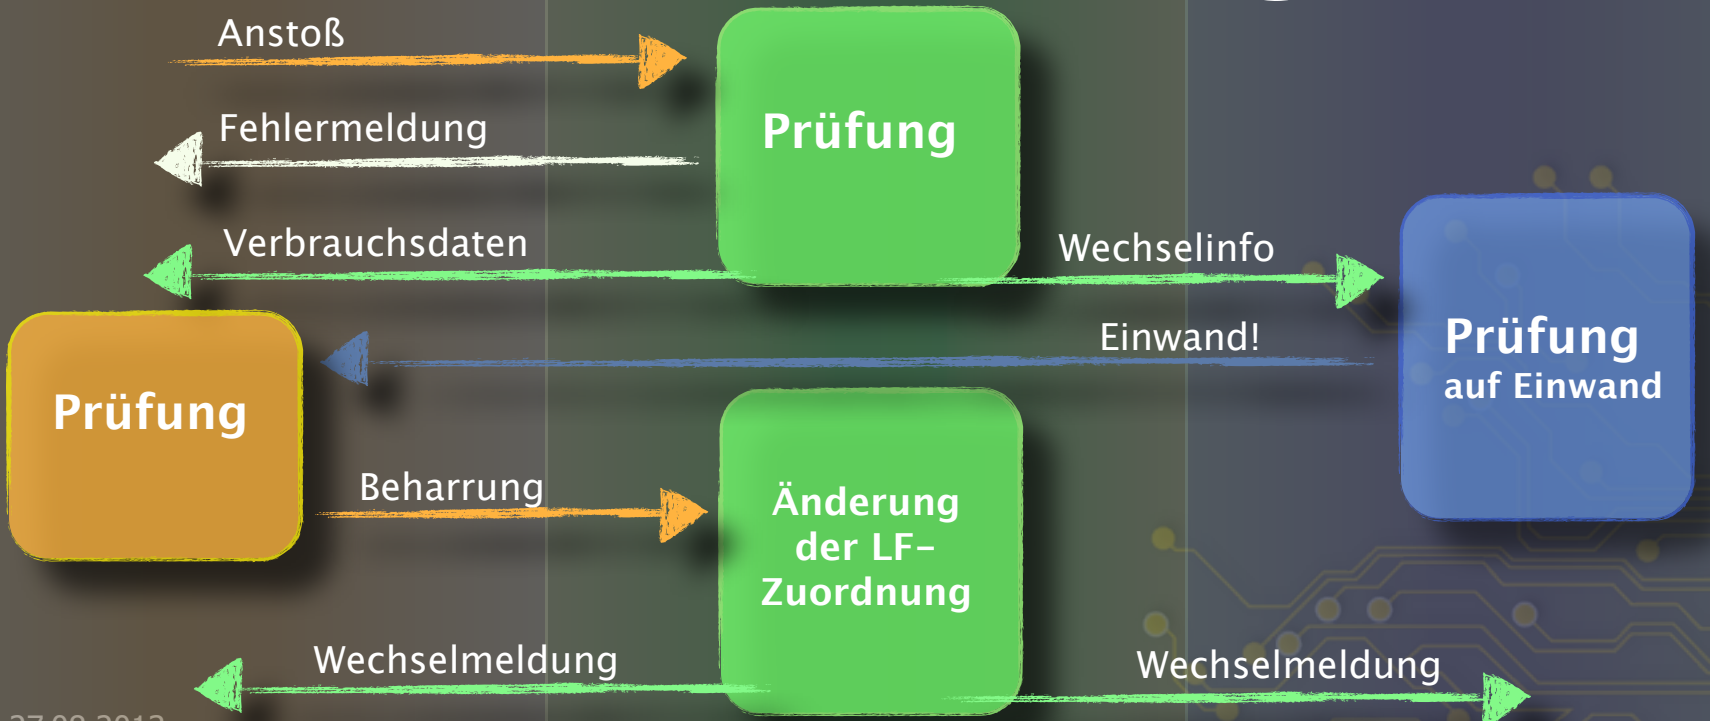 Anstoß
Prüfung
Fehlermeldung
Verbrauchsdaten
Wechselinfo
Einwand!
Prüfung
auf Einwand
Prüfung
Beharrung
Änderung
der LF-
Zuordnung
Wechselmeldung
Wechselmeldung